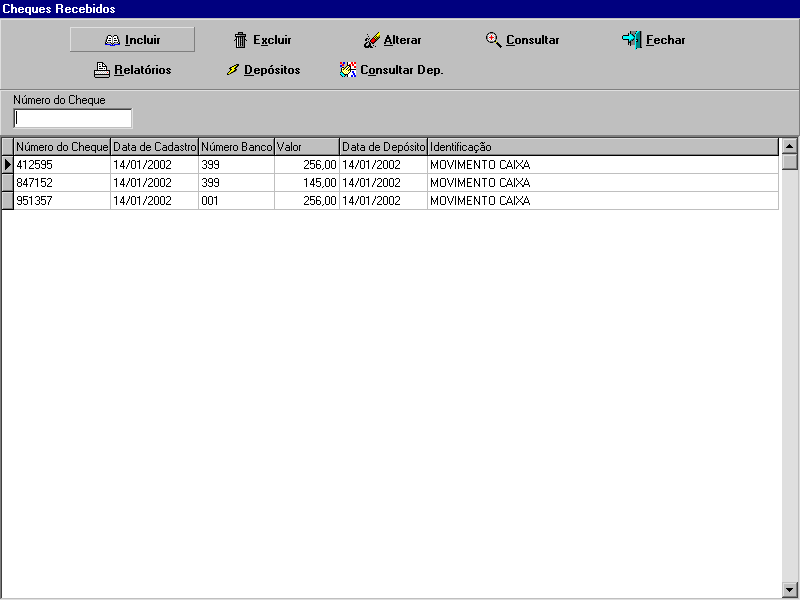 Cheques Recebidos
Incluir Excluir Alterar Consultar Fechar
Relatórios Depósitos Consultar Dep.
Número do Cheque
Número do Cheque Data de Cadastro Número Banco Valor Data de Depósito Identificação
412595 14/01/2002 399 256,00 14/01/2002 MOVIMENTO CAIXA
847152 14/01/2002 399 145,00 14/01/2002 MOVIMENTO CAIXA
951357 14/01/2002 001 256,00 14/01/2002 MOVIMENTO CAIXA